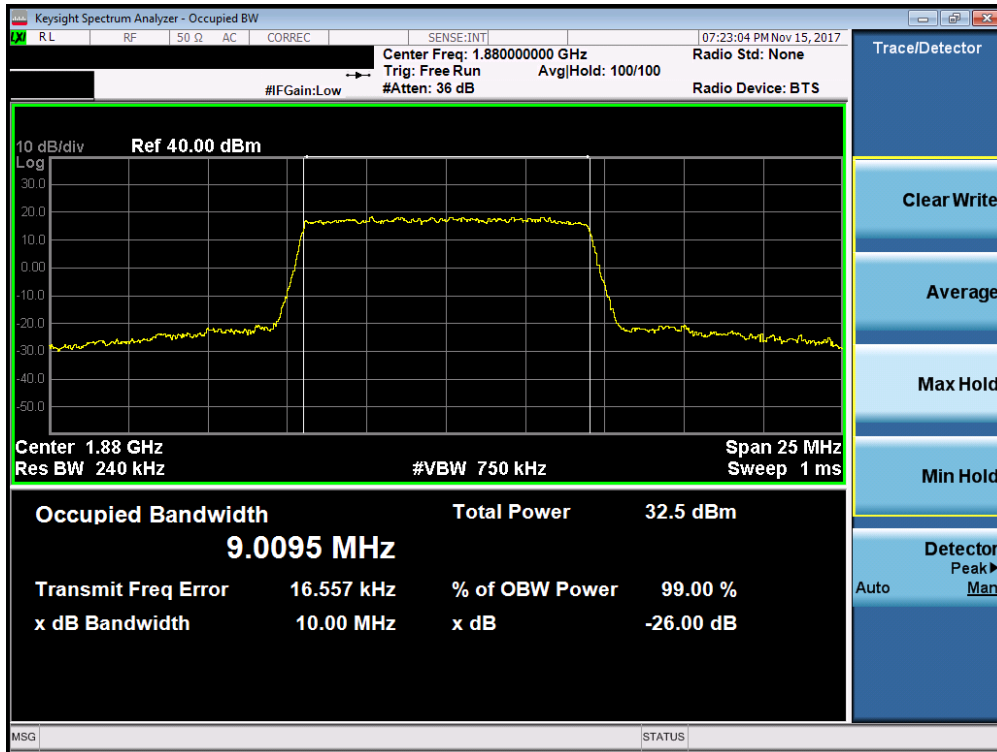 Keysight Spectrum Analyzer - Occupied BW
LXI RL RF 50 Ω AC CORREC SENSE:INT 07:23:04 PM Nov 15, 2017
Center Freq: 1.880000000 GHz Radio Std: None
Trig: Free Run Avg|Hold: 100/100
#IFGain:Low #Atten: 36 dB Radio Device: BTS
10 dB/div Ref 40.00 dBm
Log
30.0
20.0
10.0
0.00
-10.0
-20.0
-30.0
-40.0
-50.0
Center 1.88 GHz Span 25 MHz
Res BW 240 kHz #VBW 750 kHz Sweep 1 ms
Occupied Bandwidth Total Power 32.5 dBm
9.0095 MHz
Transmit Freq Error 16.557 kHz % of OBW Power 99.00 %
x dB Bandwidth 10.00 MHz x dB -26.00 dB
MSG STATUS
Trace/Detector
Clear Write
Average
Max Hold
Min Hold
Detector
Peak
Auto Man